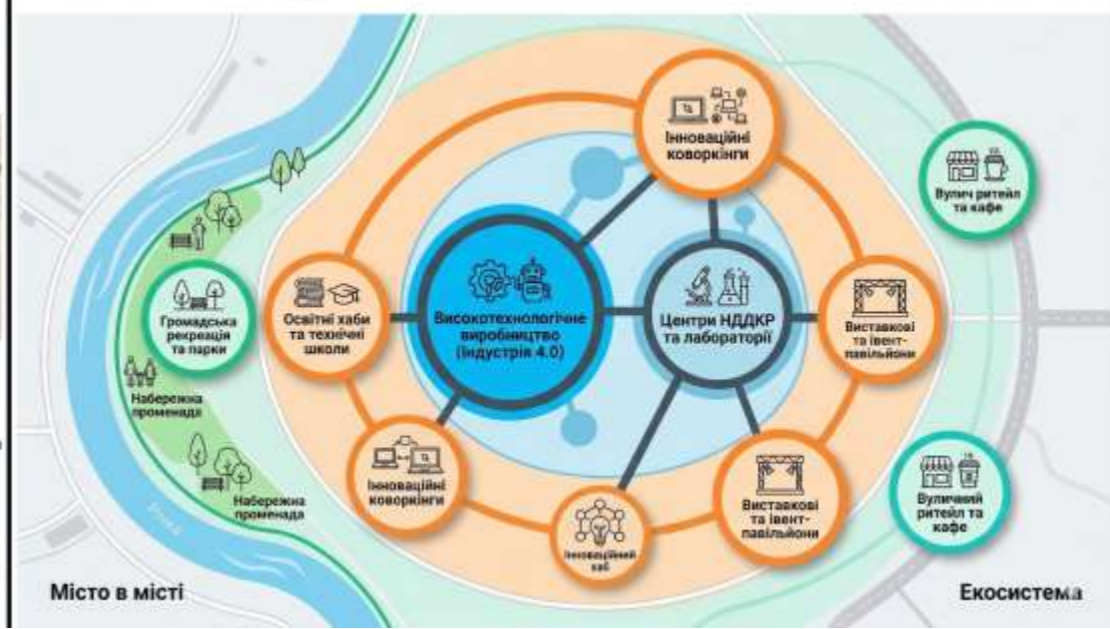 Інноваційні
коворкінги
Вулич ритейл
та кафе
Громадська
рекреація
та парки
Освітні хаби
та технічні
школи
Високотехнологічне
виробництво
(Індустрія 4.0)
Центри НДДКР
та лабораторії
Виставкові
та івент-
павільйони
Набережна
променада
Інноваційні
коворкінги
Набережна
променада
Річка
Інноваційний
хаб
Виставкові
та івент-
павільйони
Вуличний
ритейл та
кафе
Місто в місті
Екосистема